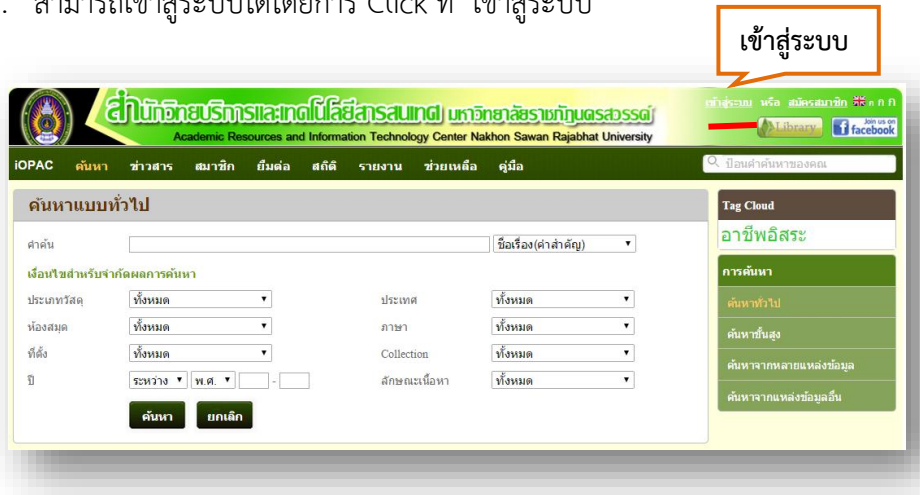 . สามารถเข้าสู่ระบบได้โดยการ Click ที่ เข้าสู่ระบบ
เข้าสู่ระบบ
สำนักวิทยบริการและเทคโนโลยีสารสนเทศ มหาวิทยาลัยราชภัฏนครสวรรค์
Academic Resources and Information Technology Center Nakhon Sawan Rajabhat University
เข้าสู่ระบบ หรือ สมัครสมาชิก ก ก ก
Library Join us on facebook
iOPAC ค้นหา ข่าวสาร สมาชิก ยืมต่อ สถิติ รายงาน ช่วยเหลือ คู่มือ
ป้อนคำค้นหาของคุณ
ค้นหาแบบทั่วไป
คำค้น ชื่อเรื่อง(คำสำคัญ)
เงื่อนไขสำหรับจำกัดผลการค้นหา
ประเภทวัสดุ ทั้งหมด ประเทศ ทั้งหมด
ห้องสมุด ทั้งหมด ภาษา ทั้งหมด
ที่ตั้ง ทั้งหมด Collection ทั้งหมด
ปี ระหว่าง พ.ศ. - ลักษณะเนื้อหา ทั้งหมด
ค้นหา ยกเลิก
Tag Cloud
อาชีพอิสระ
การค้นหา
ค้นหาทั่วไป
ค้นหาขั้นสูง
ค้นหาจากหลายแหล่งข้อมูล
ค้นหาจากแหล่งข้อมูลอื่น